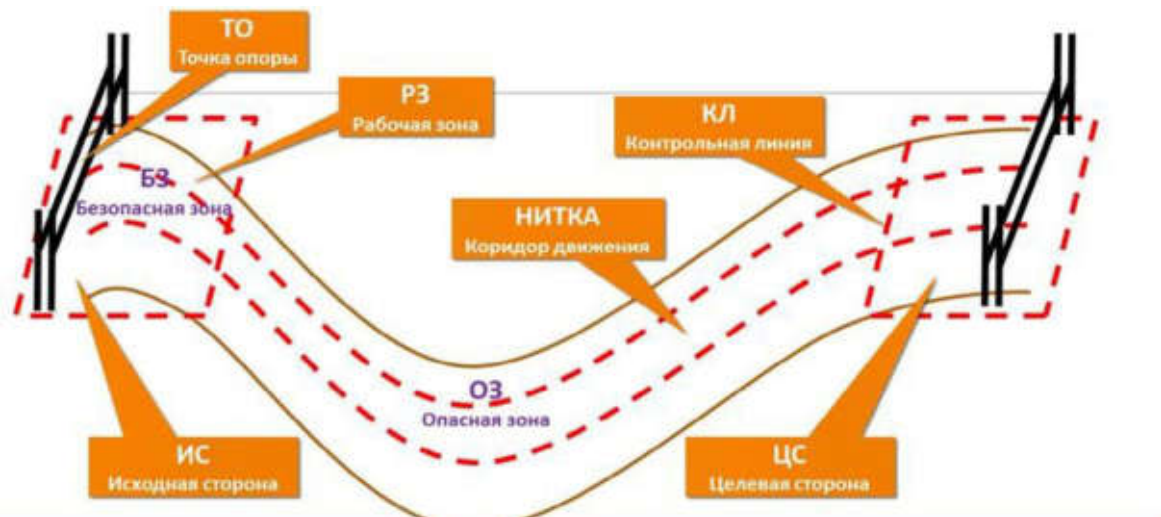 ТО
Точка опоры
РЗ
Рабочая зона
КЛ
Контрольная линия
БЗ
Безопасная зона
НИТКА
Коридор движения
ОЗ
Опасная зона
ИС
Исходная сторона
ЦС
Целевая сторона